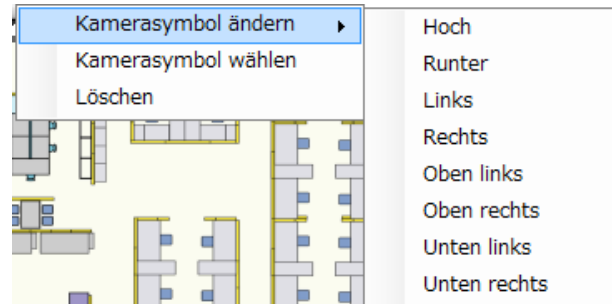 Kamerasymbol ändern
Kamerasymbol wählen
Löschen
Hoch
Runter
Links
Rechts
Oben links
Oben rechts
Unten links
Unten rechts